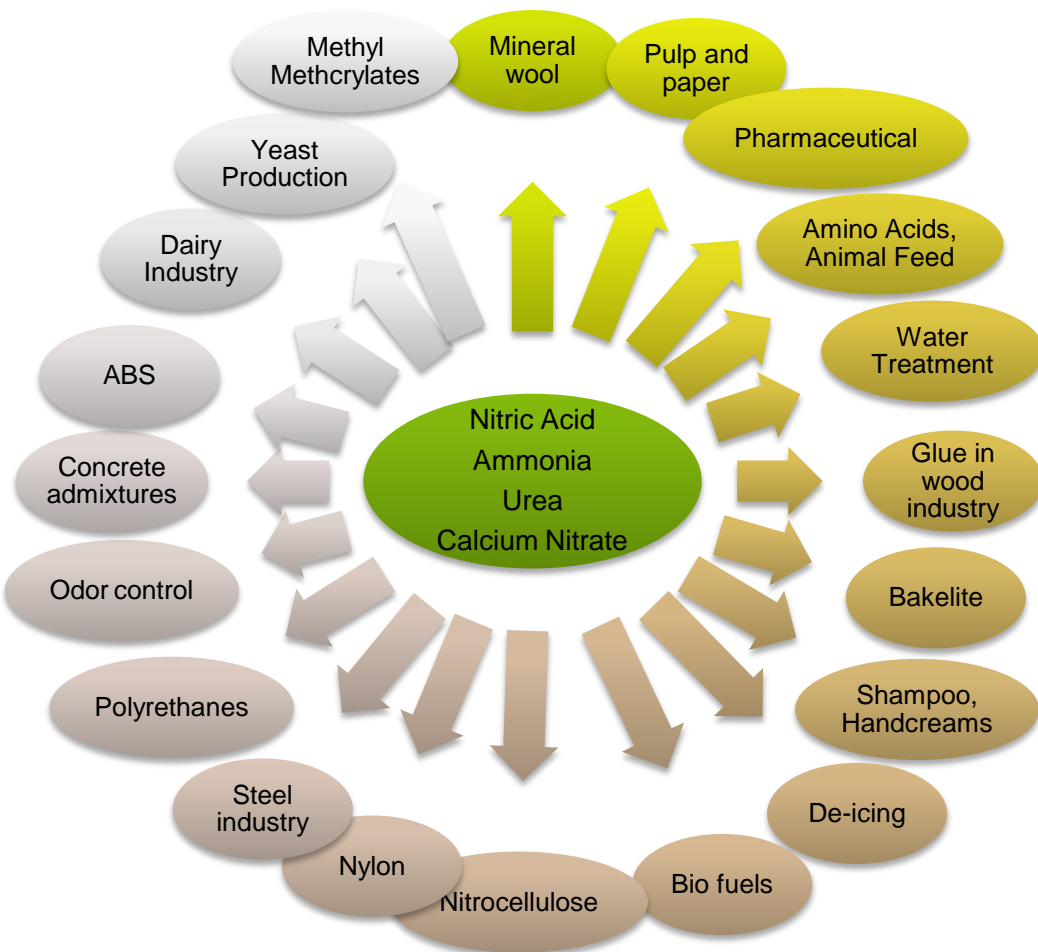 Methyl
Methcrylates
Mineral
wool
Pulp and
paper
Pharmaceutical
Amino Acids,
Animal Feed
Water
Treatment
Glue in
wood
industry
Bakelite
Shampoo,
Handcreams
De-icing
Bio fuels
Nitrocellulose
Nylon
Steel
industry
Polyrethanes
Odor control
Concrete
admixtures
ABS
Dairy
Industry
Yeast
Production
Nitric Acid
Ammonia
Urea
Calcium Nitrate